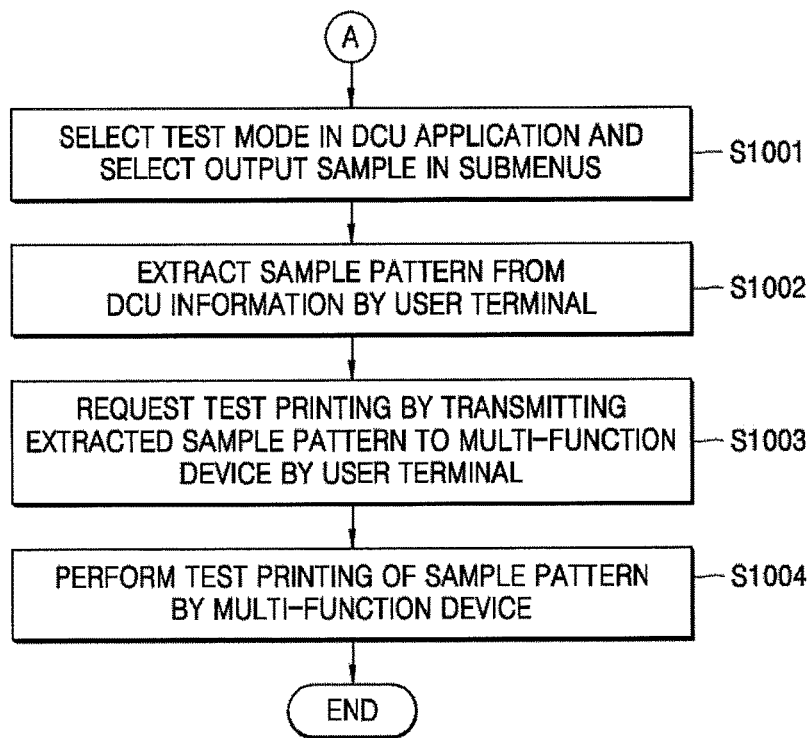 A
SELECT TEST MODE IN DCU APPLICATION AND
SELECT OUTPUT SAMPLE IN SUBMENUS
S1001
EXTRACT SAMPLE PATTERN FROM
DCU INFORMATION BY USER TERMINAL
S1002
REQUEST TEST PRINTING BY TRANSMITTING
EXTRACTED SAMPLE PATTERN TO MULTI-FUNCTION
DEVICE BY USER TERMINAL
S1003
PERFORM TEST PRINTING OF SAMPLE PATTERN
BY MULTI-FUNCTION DEVICE
S1004
END